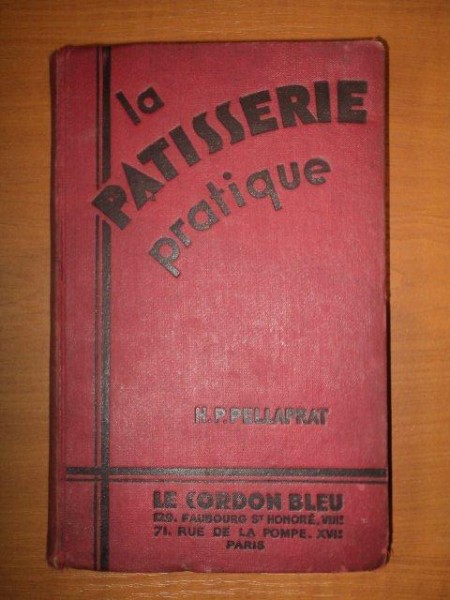 la
PATISSERIE
pratique
H.P. PELLAPRAT
LE CORDON BLEU
129. FAUBOURG ST HONORÉ. VIIIE
71. RUE DE LA POMPE. XVIE
PARIS